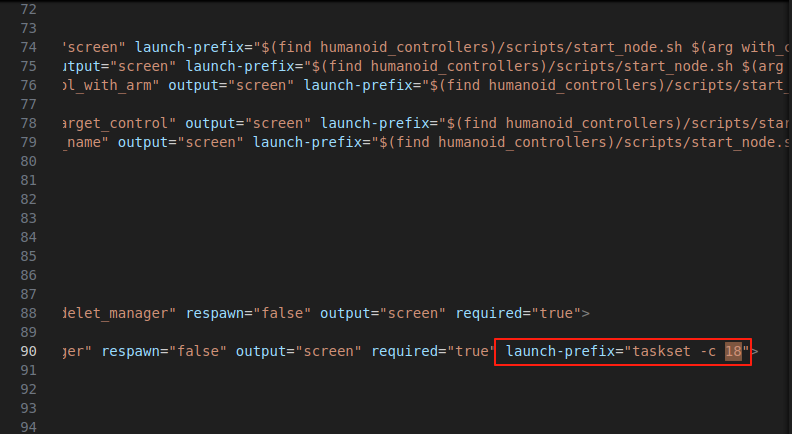 72
73
74 "screen" launch-prefix="$(find humanoid_controllers)/scripts/start_node.sh $(arg with_c
75 utput="screen" launch-prefix="$(find humanoid_controllers)/scripts/start_node.sh $(arg
76 ol_with_arm" output="screen" launch-prefix="$(find humanoid_controllers)/scripts/start_
77
78 arget_control" output="screen" launch-prefix="$(find humanoid_controllers)/scripts/star
79 _name" output="screen" launch-prefix="$(find humanoid_controllers)/scripts/start_node.s
80
81
82
83
84
85
86
87
88 delet_manager" respawn="false" output="screen" required="true">
89
90 ger" respawn="false" output="screen" required="true" launch-prefix="taskset -c 18">
91
92
93
94